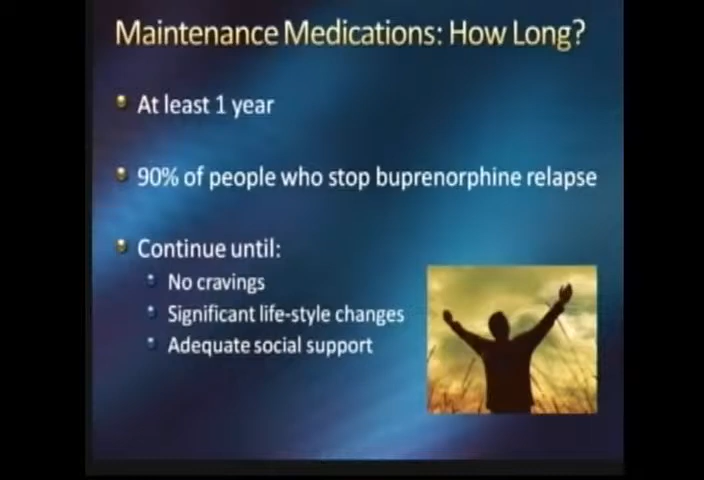 Maintenance Medications: How Long?
At least 1 year
90% of people who stop buprenorphine relapse
Continue until:
No cravings
Significant life-style changes
Adequate social support